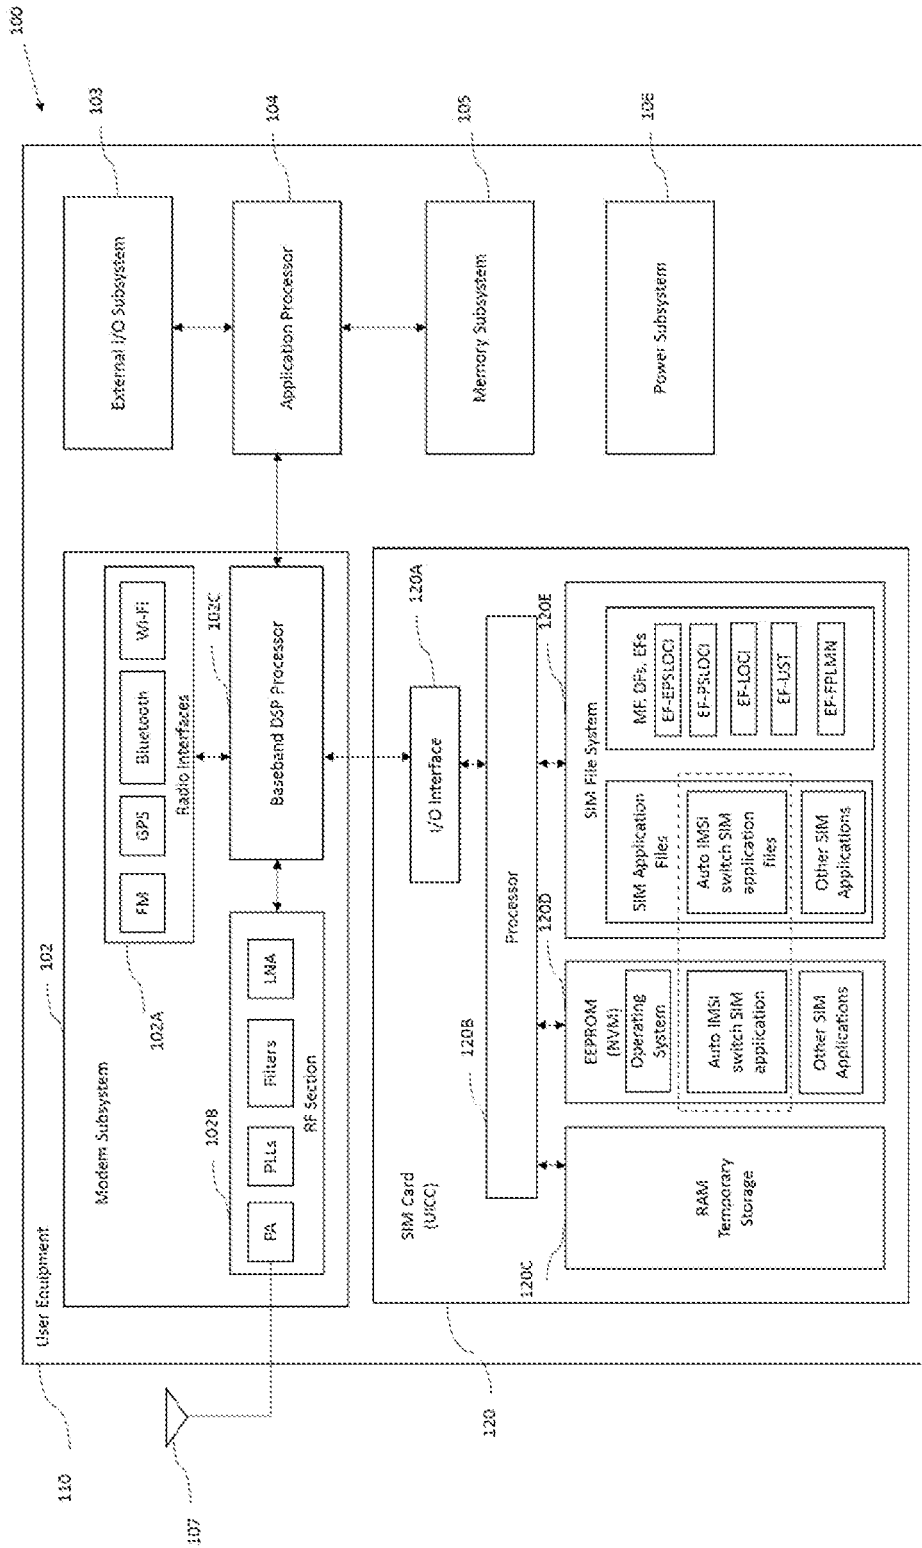 100
110
User Equipment
107
102
Modem Subsystem
102A
FM
GPS
Bluetooth
Wi-Fi
Radio Interfaces
102B
PA
PLLs
Filters
LNA
RF Section
102C
Baseband DSP Processor
103
External I/O Subsystem
104
Application Processor
105
Memory Subsystem
106
Power Subsystem
120
SIM Card
(UICC)
120A
I/O Interface
120B
Processor
120C
RAM
Temporary
Storage
120D
EEPROM
(NVM)
Operating
System
Auto IMSI
switch SIM
application
Other SIM
Applications
120E
SIM File System
SIM Application
Files
Auto IMSI
switch SIM
application
files
Other SIM
Applications
MF, DFs, EFs
EF-EPSLOCI
EF-PSLOCI
EF-LOCI
EF-UST
EF-FPLMN